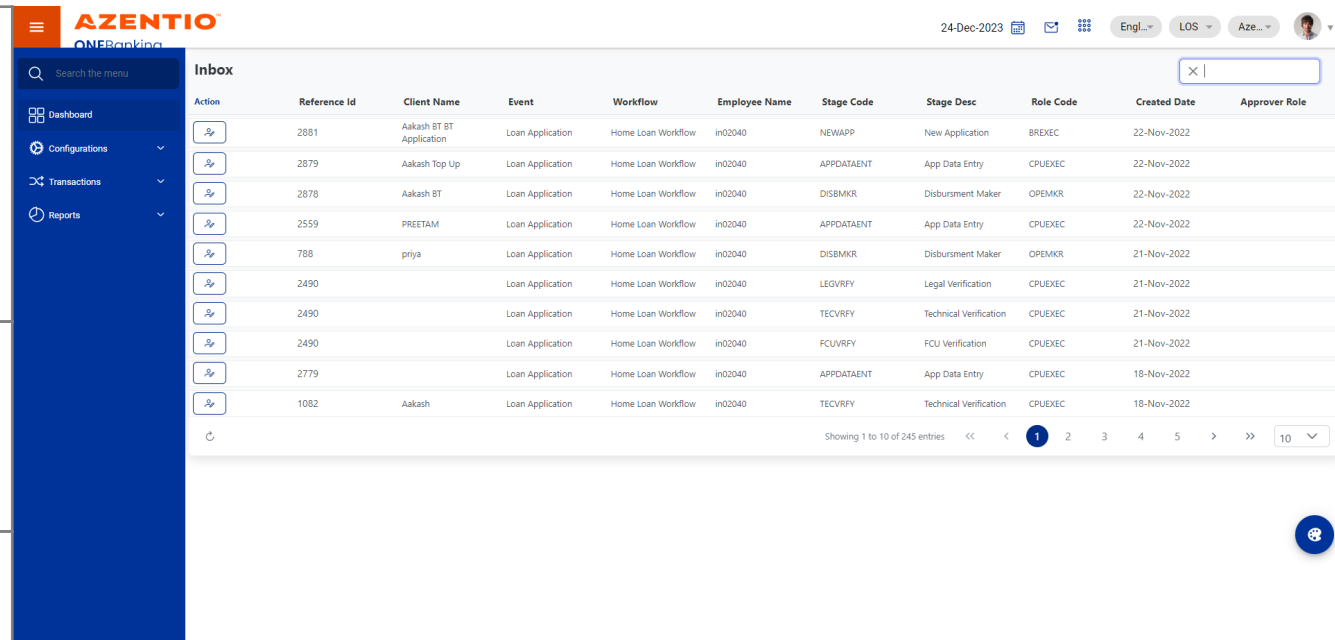 AZENTIO
ONEBanking
24-Dec-2023
Engl...
LOS
Aze...
Search the menu
Dashboard
Configurations
Transactions
Reports
Inbox
Action Reference Id Client Name Event Workflow Employee Name Stage Code Stage Desc Role Code Created Date Approver Role
2881 Aakash BT BT Application Loan Application Home Loan Workflow in02040 NEWAPP New Application BREXEC 22-Nov-2022
2879 Aakash Top Up Loan Application Home Loan Workflow in02040 APPDATAENT App Data Entry CPUEXEC 22-Nov-2022
2878 Aakash BT Loan Application Home Loan Workflow in02040 DISBMKR Disbursment Maker OPEMKR 22-Nov-2022
2559 PREETAM Loan Application Home Loan Workflow in02040 APPDATAENT App Data Entry CPUEXEC 22-Nov-2022
788 priya Loan Application Home Loan Workflow in02040 DISBMKR Disbursment Maker OPEMKR 21-Nov-2022
2490 Loan Application Home Loan Workflow in02040 LEGVRFY Legal Verification CPUEXEC 21-Nov-2022
2490 Loan Application Home Loan Workflow in02040 TECVRFY Technical Verification CPUEXEC 21-Nov-2022
2490 Loan Application Home Loan Workflow in02040 FCUVRFY FCU Verification CPUEXEC 21-Nov-2022
2779 Loan Application Home Loan Workflow in02040 APPDATAENT App Data Entry CPUEXEC 18-Nov-2022
1082 Aakash Loan Application Home Loan Workflow in02040 TECVRFY Technical Verification CPUEXEC 18-Nov-2022
Showing 1 to 10 of 245 entries << < 1 2 3 4 5 > >> 10